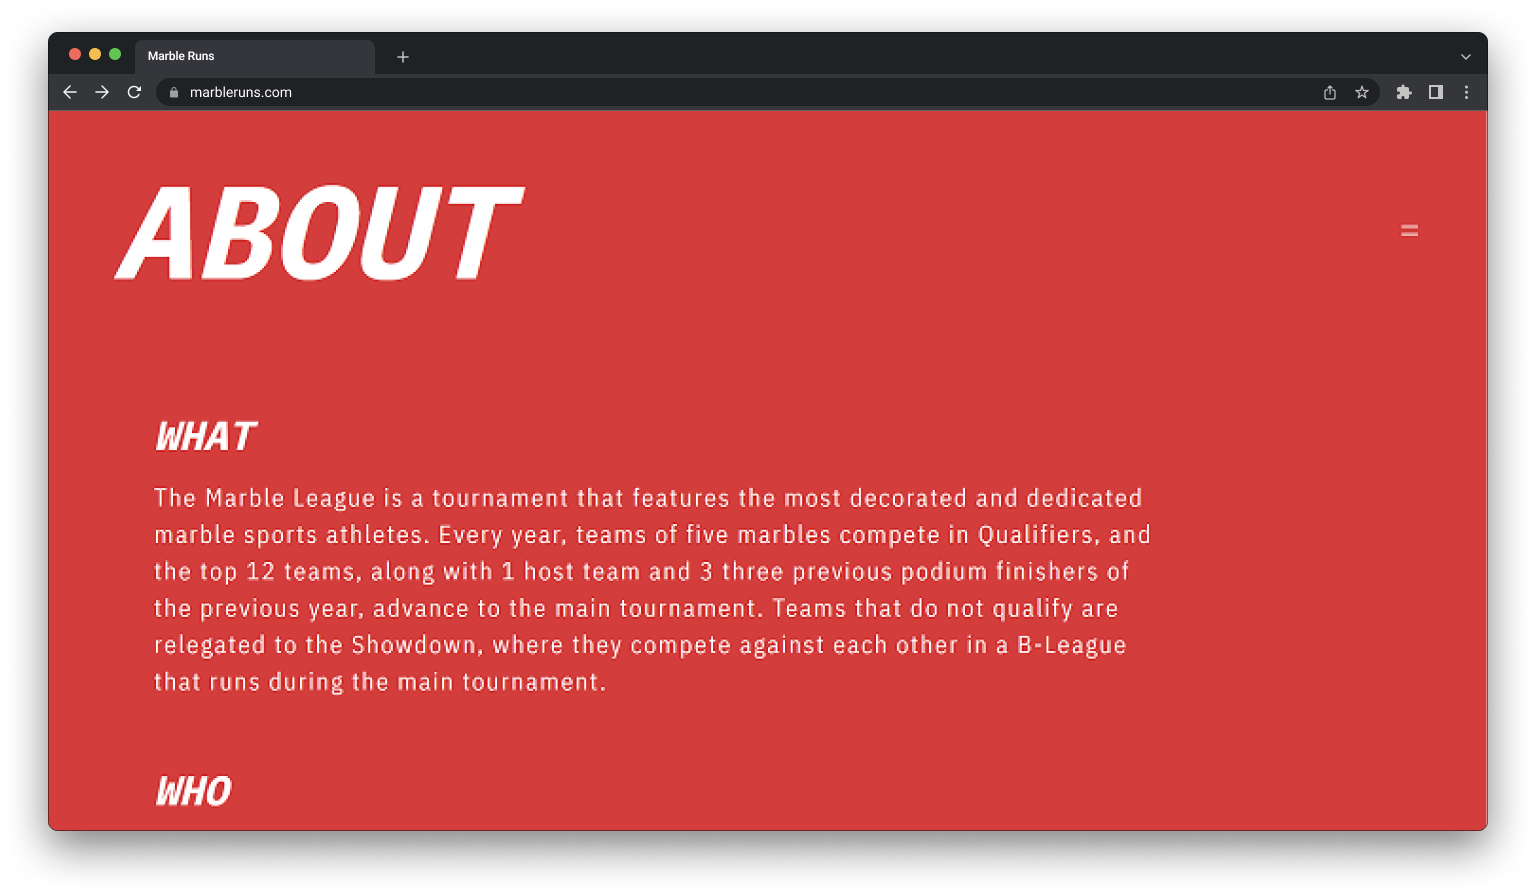 Marble Runs
marbleruns.com
ABOUT
WHAT
The Marble League is a tournament that features the most decorated and dedicated
marble sports athletes. Every year, teams of five marbles compete in Qualifiers, and
the top 12 teams, along with 1 host team and 3 three previous podium finishers of
the previous year, advance to the main tournament. Teams that do not qualify are
relegated to the Showdown, where they compete against each other in a B-League
that runs during the main tournament.
WHO